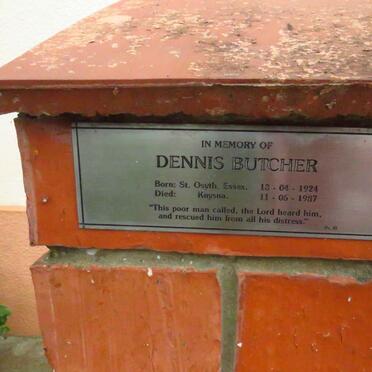 IN MEMORY OF
DENNIS BUTCHER
Born: St. Osyth. Essex. 13 - 04 - 1924
Died: Knysna. 11 - 05 - 1987
"This poor man called, the Lord heard him,
and rescued him from all his distress."